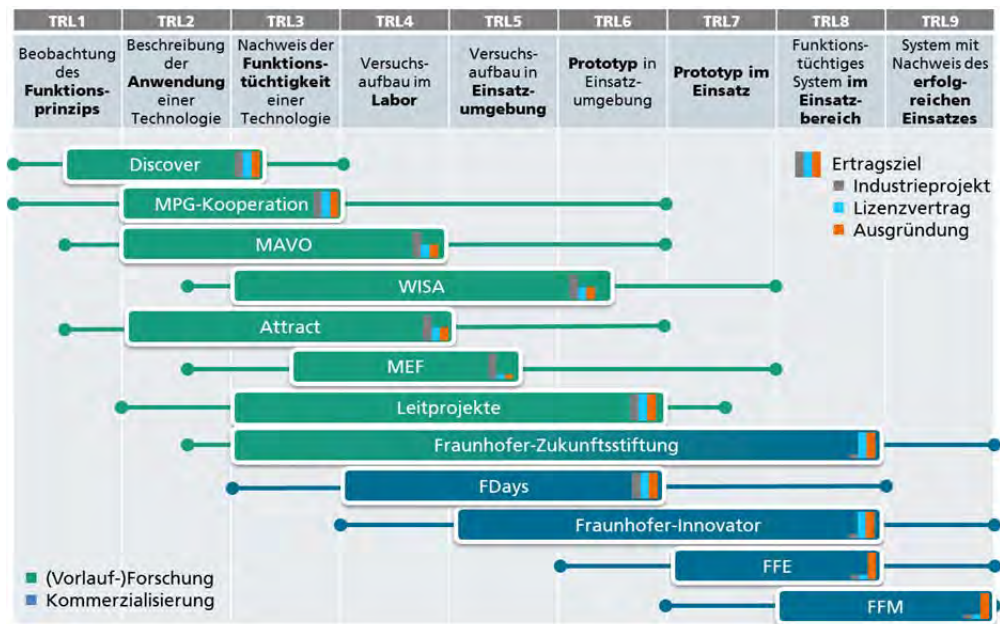 TRL1 TRL2 TRL3 TRL4 TRL5 TRL6 TRL7 TRL8 TRL9
Beobachtung
des
Funktions-
prinzips
Beschreibung
der
Anwendung
einer
Technologie
Nachweis der
Funktions-
tüchtigkeit
einer
Technologie
Versuchs-
aufbau im
Labor
Versuchs-
aufbau in
Einsatz-
umgebung
Prototyp in
Einsatz-
umgebung
Prototyp im
Einsatz
Funktions-
tüchtiges
System im
Einsatz-
bereich
System mit
Nachweis des
erfolg-
reichen
Einsatzes
Discover
MPG-Kooperation
MAVO
WISA
Attract
MEF
Leitprojekte
Fraunhofer-Zukunftsstiftung
FDays
Fraunhofer-Innovator
FFE
FFM
Ertragsziel
Industrieprojekt
Lizenzvertrag
Ausgründung
(Vorlauf-)Forschung
Kommerzialisierung